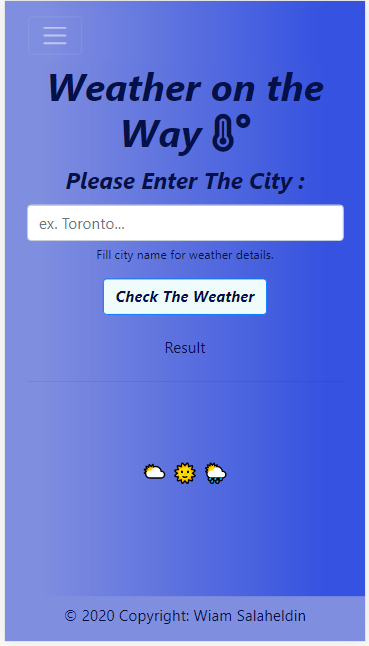 Weather on the
Way
Please Enter The City :
ex. Toronto...
Fill city name for weather details.
Check The Weather
Result
© 2020 Copyright: Wiam Salaheldin